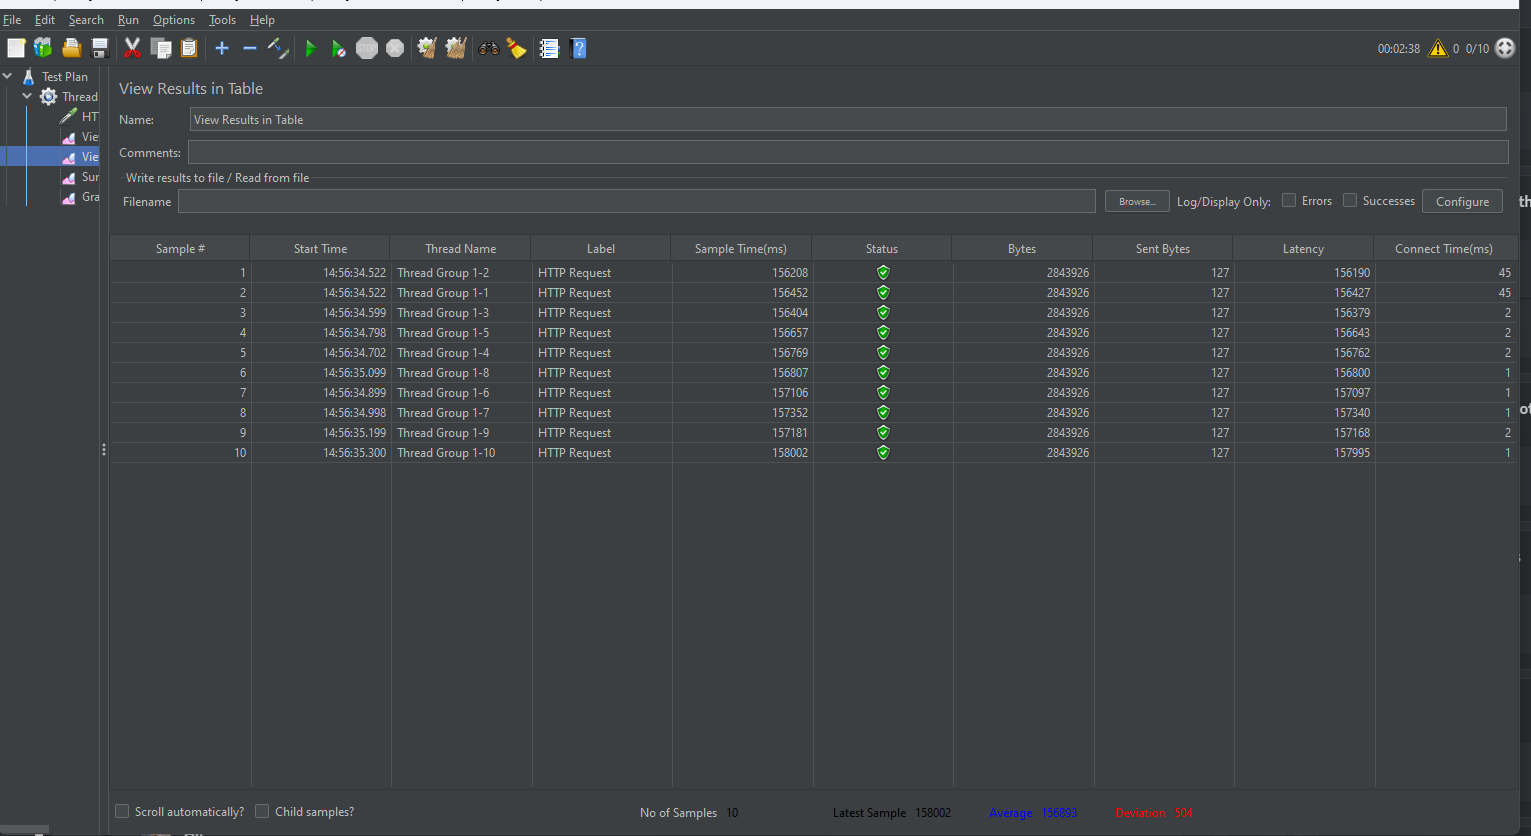 File Edit Search Run Options Tools Help
STOP
00:02:38 0 0/10
Test Plan
Thread
HT
Vie
Vie
Sur
Gra
View Results in Table
Name: View Results in Table
Comments:
Write results to file / Read from file
Filename Browse... Log/Display Only: Errors Successes Configure
Sample # Start Time Thread Name Label Sample Time(ms) Status Bytes Sent Bytes Latency Connect Time(ms)
1 14:56:34.522 Thread Group 1-2 HTTP Request 156208 2843926 127 156190 45
2 14:56:34.522 Thread Group 1-1 HTTP Request 156452 2843926 127 156427 45
3 14:56:34.599 Thread Group 1-3 HTTP Request 156404 2843926 127 156379 2
4 14:56:34.798 Thread Group 1-5 HTTP Request 156657 2843926 127 156643 2
5 14:56:34.702 Thread Group 1-4 HTTP Request 156769 2843926 127 156762 2
6 14:56:35.099 Thread Group 1-8 HTTP Request 156807 2843926 127 156800 1
7 14:56:34.899 Thread Group 1-6 HTTP Request 157106 2843926 127 157097 1
8 14:56:34.998 Thread Group 1-7 HTTP Request 157352 2843926 127 157340 1
9 14:56:35.199 Thread Group 1-9 HTTP Request 157181 2843926 127 157168 2
10 14:56:35.300 Thread Group 1-10 HTTP Request 158002 2843926 127 157995 1
Scroll automatically? Child samples? No of Samples 10 Latest Sample 158002 Average 156893 Deviation 504